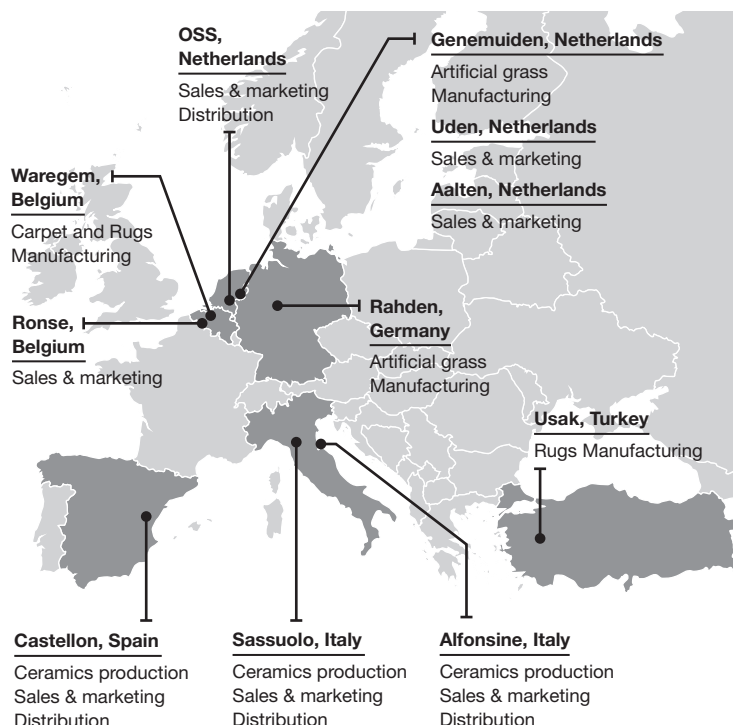 OSS,
Netherlands
Sales & marketing
Distribution
Genemuiden, Netherlands
Artificial grass
Manufacturing
Uden, Netherlands
Sales & marketing
Aalten, Netherlands
Sales & marketing
Waregem,
Belgium
Carpet and Rugs
Manufacturing
Ronse,
Belgium
Sales & marketing
Rahden,
Germany
Artificial grass
Manufacturing
Usak, Turkey
Rugs Manufacturing
Castellon, Spain
Ceramics production
Sales & marketing
Distribution
Sassuolo, Italy
Ceramics production
Sales & marketing
Distribution
Alfonsine, Italy
Ceramics production
Sales & marketing
Distribution